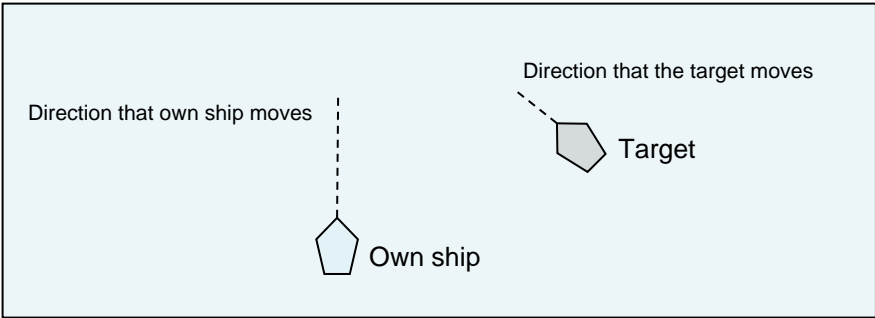 Direction that the target moves
Direction that own ship moves
Target
Own ship